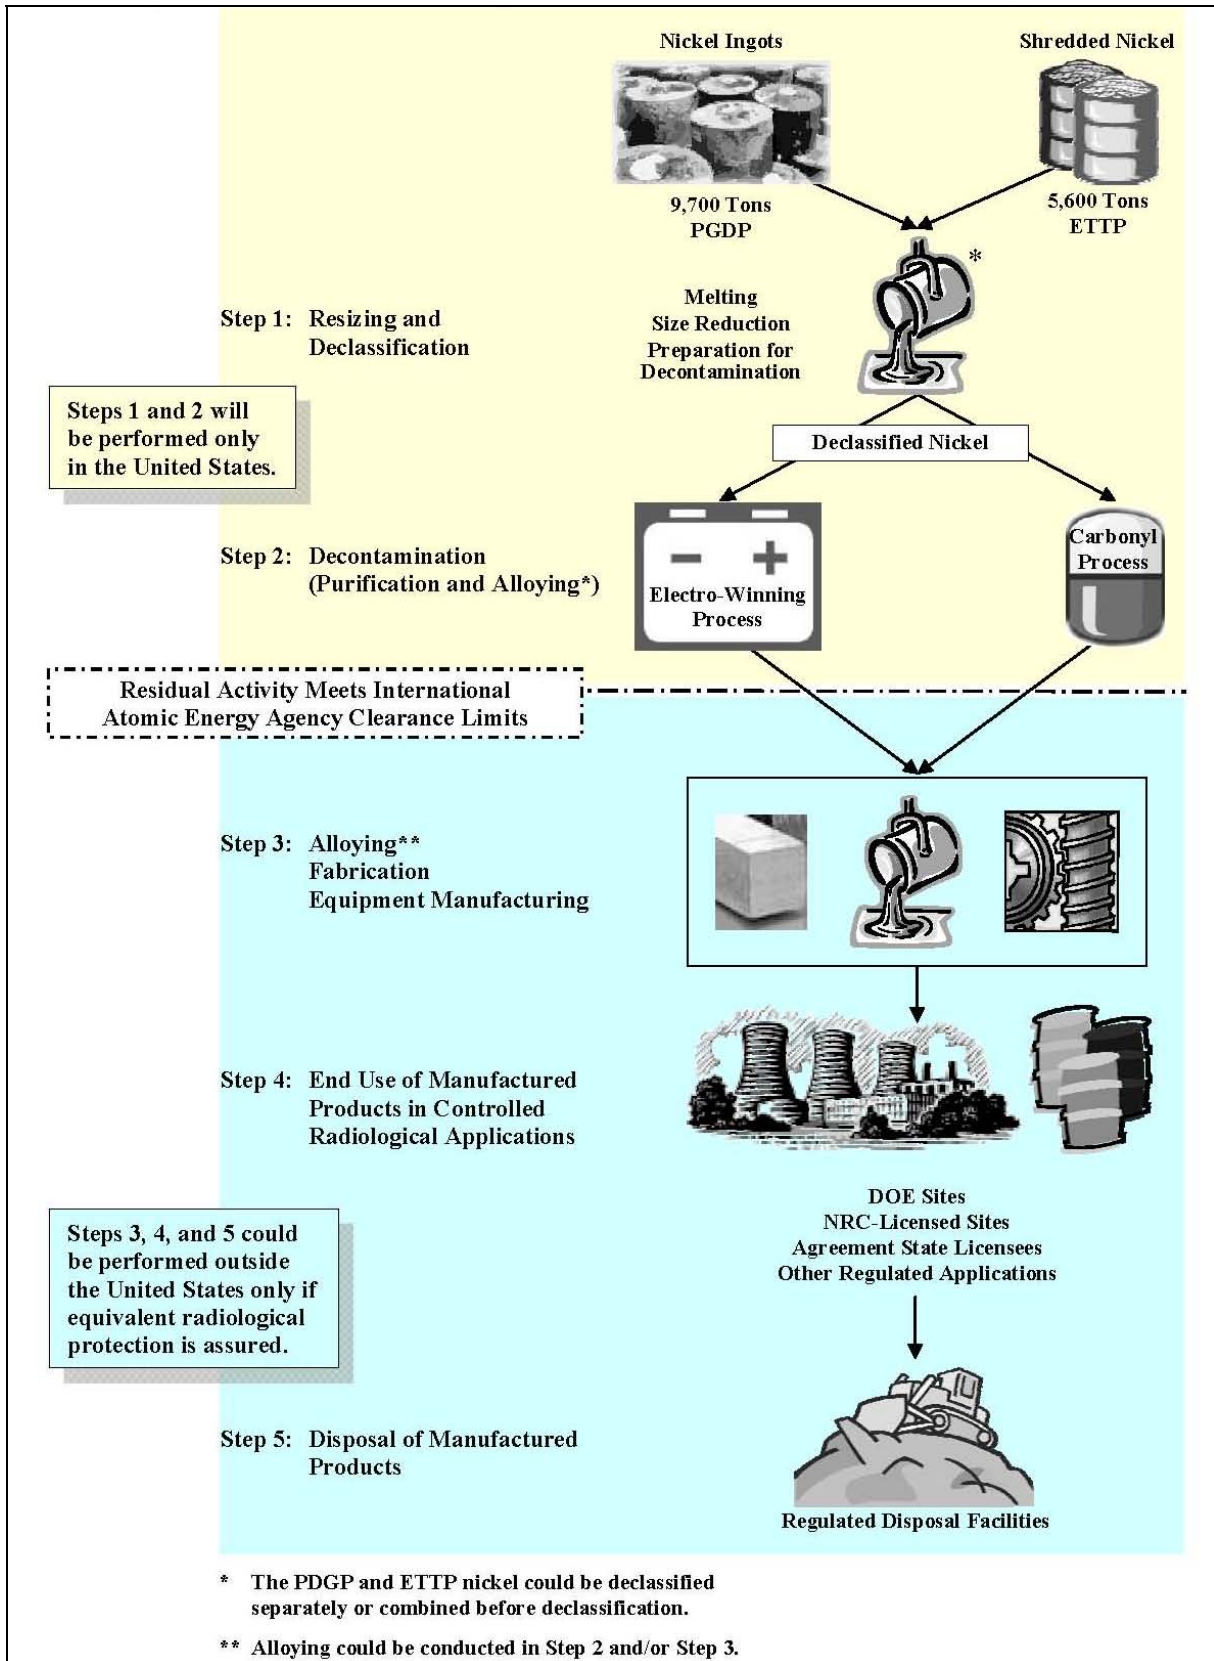 Nickel Ingots
Shredded Nickel
9,700 Tons
PGDP
5,600 Tons
ETTP
*
Step 1: Resizing and
Declassification
Melting
Size Reduction
Preparation for
Decontamination
Steps 1 and 2 will
be performed only
in the United States.
Declassified Nickel
Step 2: Decontamination
(Purification and Alloying*)
Electro-Winning
Process
Carbonyl
Process
Residual Activity Meets International
Atomic Energy Agency Clearance Limits
Step 3: Alloying**
Fabrication
Equipment Manufacturing
Step 4: End Use of Manufactured
Products in Controlled
Radiological Applications
DOE Sites
NRC-Licensed Sites
Agreement State Licensees
Other Regulated Applications
Steps 3, 4, and 5 could
be performed outside
the United States only if
equivalent radiological
protection is assured.
Step 5: Disposal of Manufactured
Products
Regulated Disposal Facilities
* The PDGP and ETTP nickel could be declassified
separately or combined before declassification.
** Alloying could be conducted in Step 2 and/or Step 3.